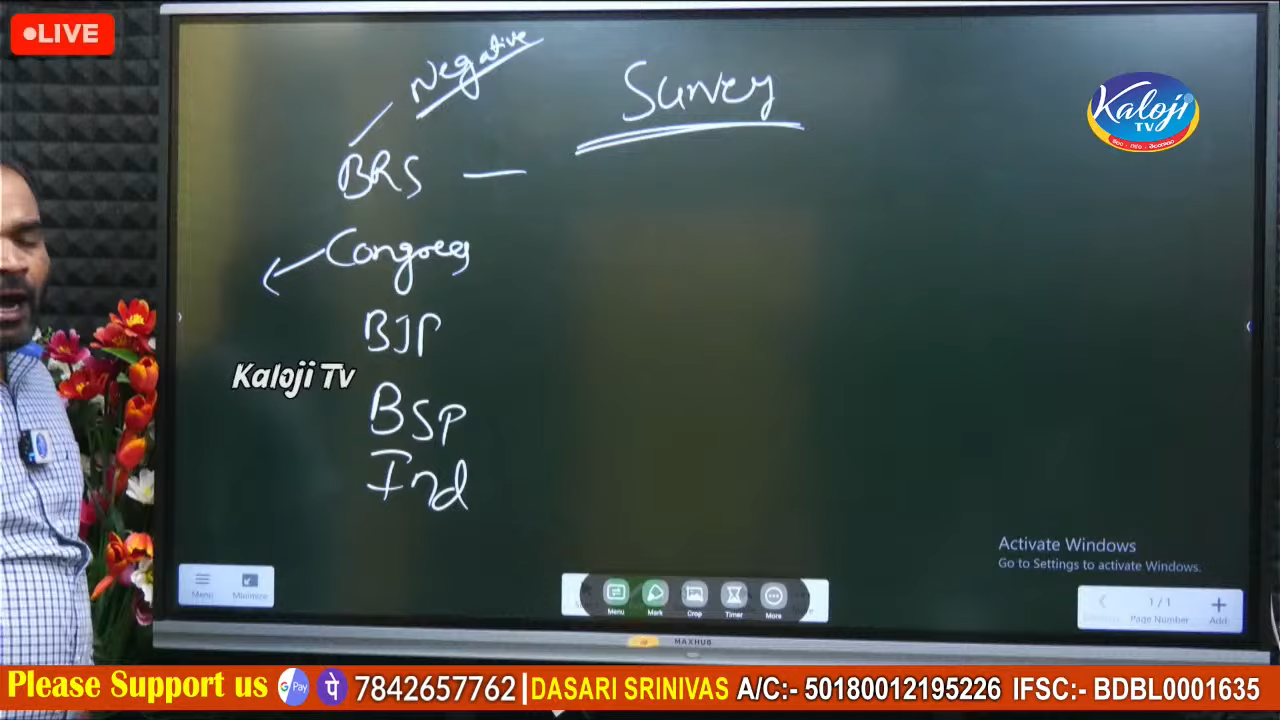 LIVE
Negative
Survey
Kaloji
TV
BRS —
Congress
BJP
Kaloji Tv
BSP
Ind
Activate Windows
Go to Settings to activate Windows.
Menu Minimize
Menu Mark Crop Timer More
1/1
Page Number Add
MAXHUB
Please Support us G Pay पे 7842657762 | DASARI SRINIVAS A/C:- 50180012195226 IFSC:- BDBL0001635